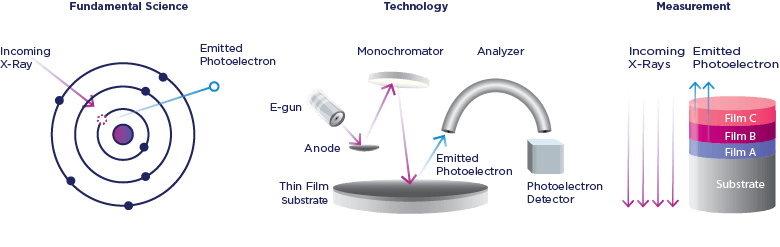 Fundamental Science
Incoming
X-Ray
Emitted
Photoelectron
Technology
Monochromator
Analyzer
E-gun
Anode
Emitted
Photoelectron
Thin Film
Substrate
Photoelectron
Detector
Measurement
Incoming
X-Rays
Emitted
Photoelectron
Film C
Film B
Film A
Substrate